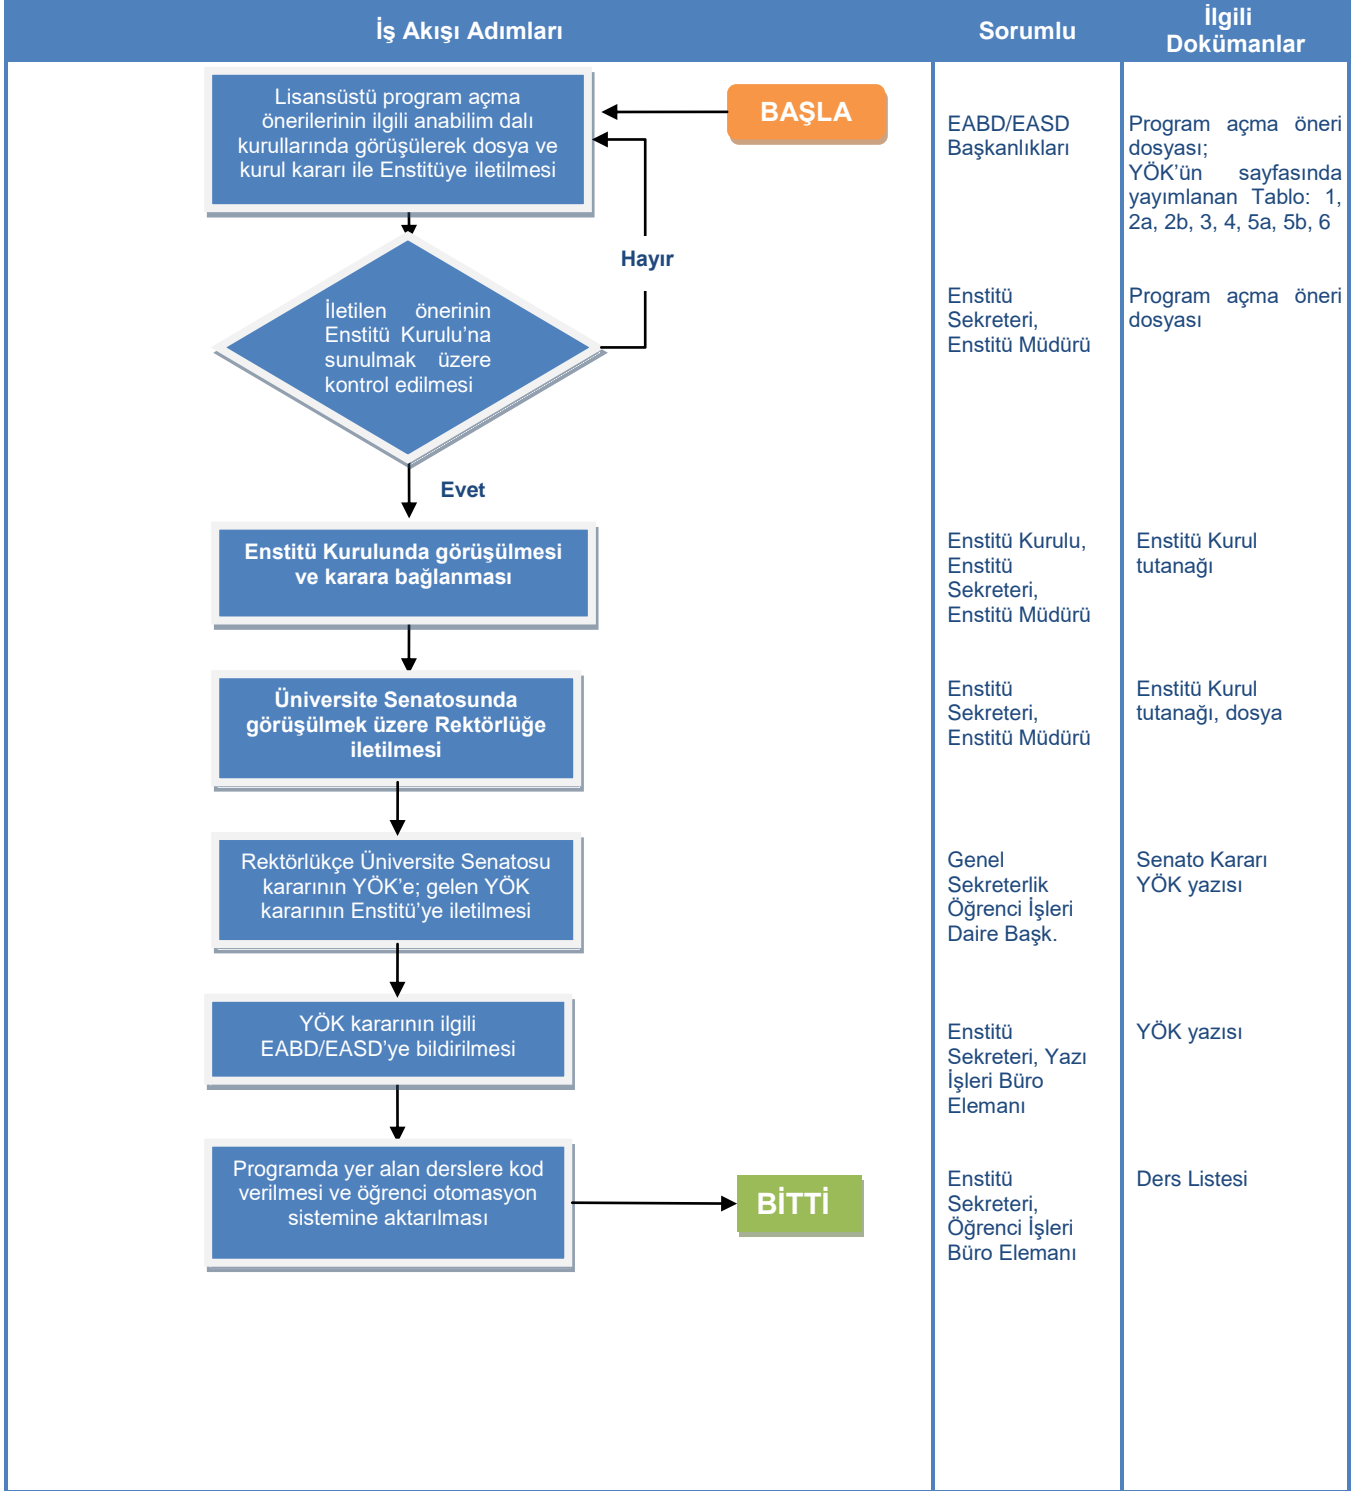 İş Akışı Adımları
Sorumlu
İlgili
Dokümanlar
BAŞLA
Lisansüstü program açma
önerilerinin ilgili anabilim dalı
kurullarında görüşülerek dosya ve
kurul kararı ile Enstitüye iletilmesi
EABD/EASD
Başkanlıkları
Program açma öneri
dosyası;
YÖK’ün sayfasında
yayımlanan Tablo: 1,
2a, 2b, 3, 4, 5a, 5b, 6
Hayır
İletilen önerinin
Enstitü Kurulu’na
sunulmak üzere
kontrol edilmesi
Enstitü
Sekreteri,
Enstitü Müdürü
Program açma öneri
dosyası
Evet
Enstitü Kurulunda görüşülmesi
ve karara bağlanması
Enstitü Kurulu,
Enstitü
Sekreteri,
Enstitü Müdürü
Enstitü Kurul
tutanağı
Üniversite Senatosunda
görüşülmek üzere Rektörlüğe
iletilmesi
Enstitü
Sekreteri,
Enstitü Müdürü
Enstitü Kurul
tutanağı, dosya
Rektörlükçe Üniversite Senatosu
kararının YÖK’e; gelen YÖK
kararının Enstitü’ye iletilmesi
Genel
Sekreterlik
Öğrenci İşleri
Daire Başk.
Senato Kararı
YÖK yazısı
YÖK kararının ilgili
EABD/EASD’ye bildirilmesi
Enstitü
Sekreteri, Yazı
İşleri Büro
Elemanı
YÖK yazısı
Programda yer alan derslere kod
verilmesi ve öğrenci otomasyon
sistemine aktarılması
BİTTİ
Enstitü
Sekreteri,
Öğrenci İşleri
Büro Elemanı
Ders Listesi